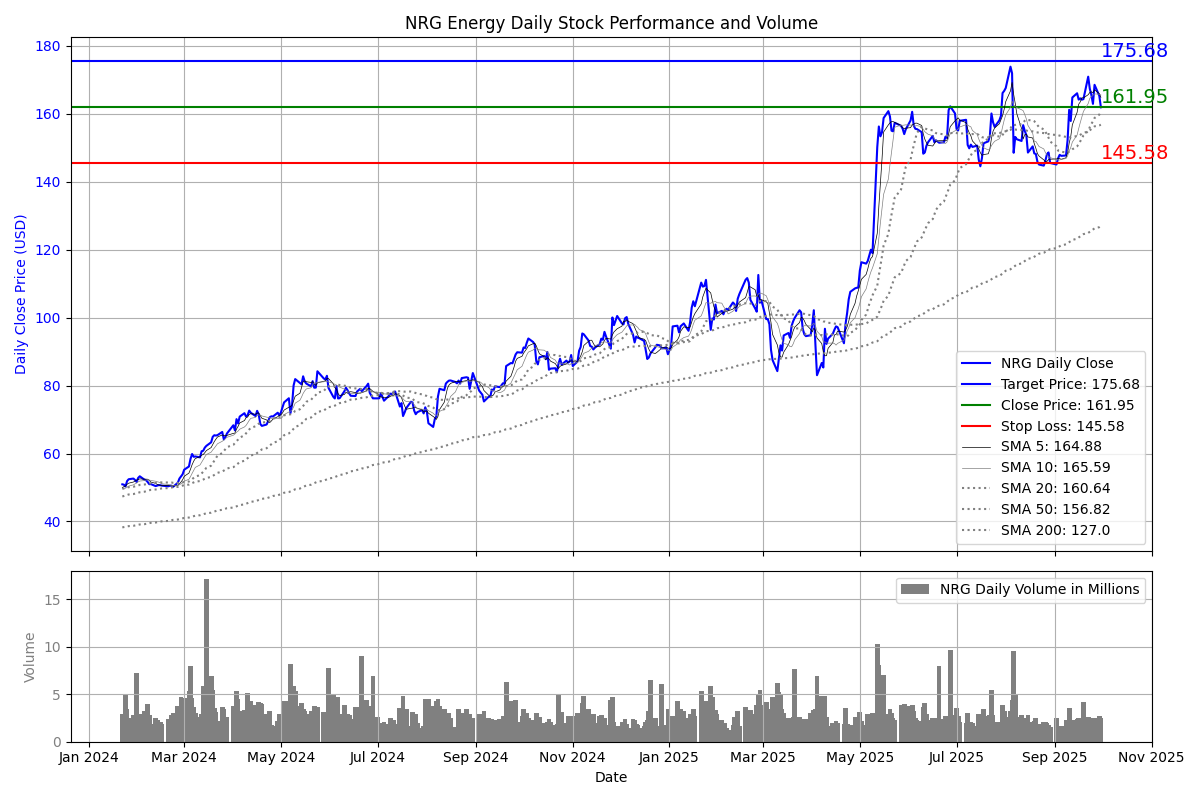 NRG Energy Daily Stock Performance and Volume
Daily Close Price (USD)
180
160
140
120
100
80
60
40
175.68
161.95
145.58
NRG Daily Close
Target Price: 175.68
Close Price: 161.95
Stop Loss: 145.58
SMA 5: 164.88
SMA 10: 165.59
SMA 20: 160.64
SMA 50: 156.82
SMA 200: 127.0
Volume
15
10
5
0
NRG Daily Volume in Millions
Jan 2024
Mar 2024
May 2024
Jul 2024
Sep 2024
Nov 2024
Jan 2025
Mar 2025
May 2025
Jul 2025
Sep 2025
Nov 2025
Date